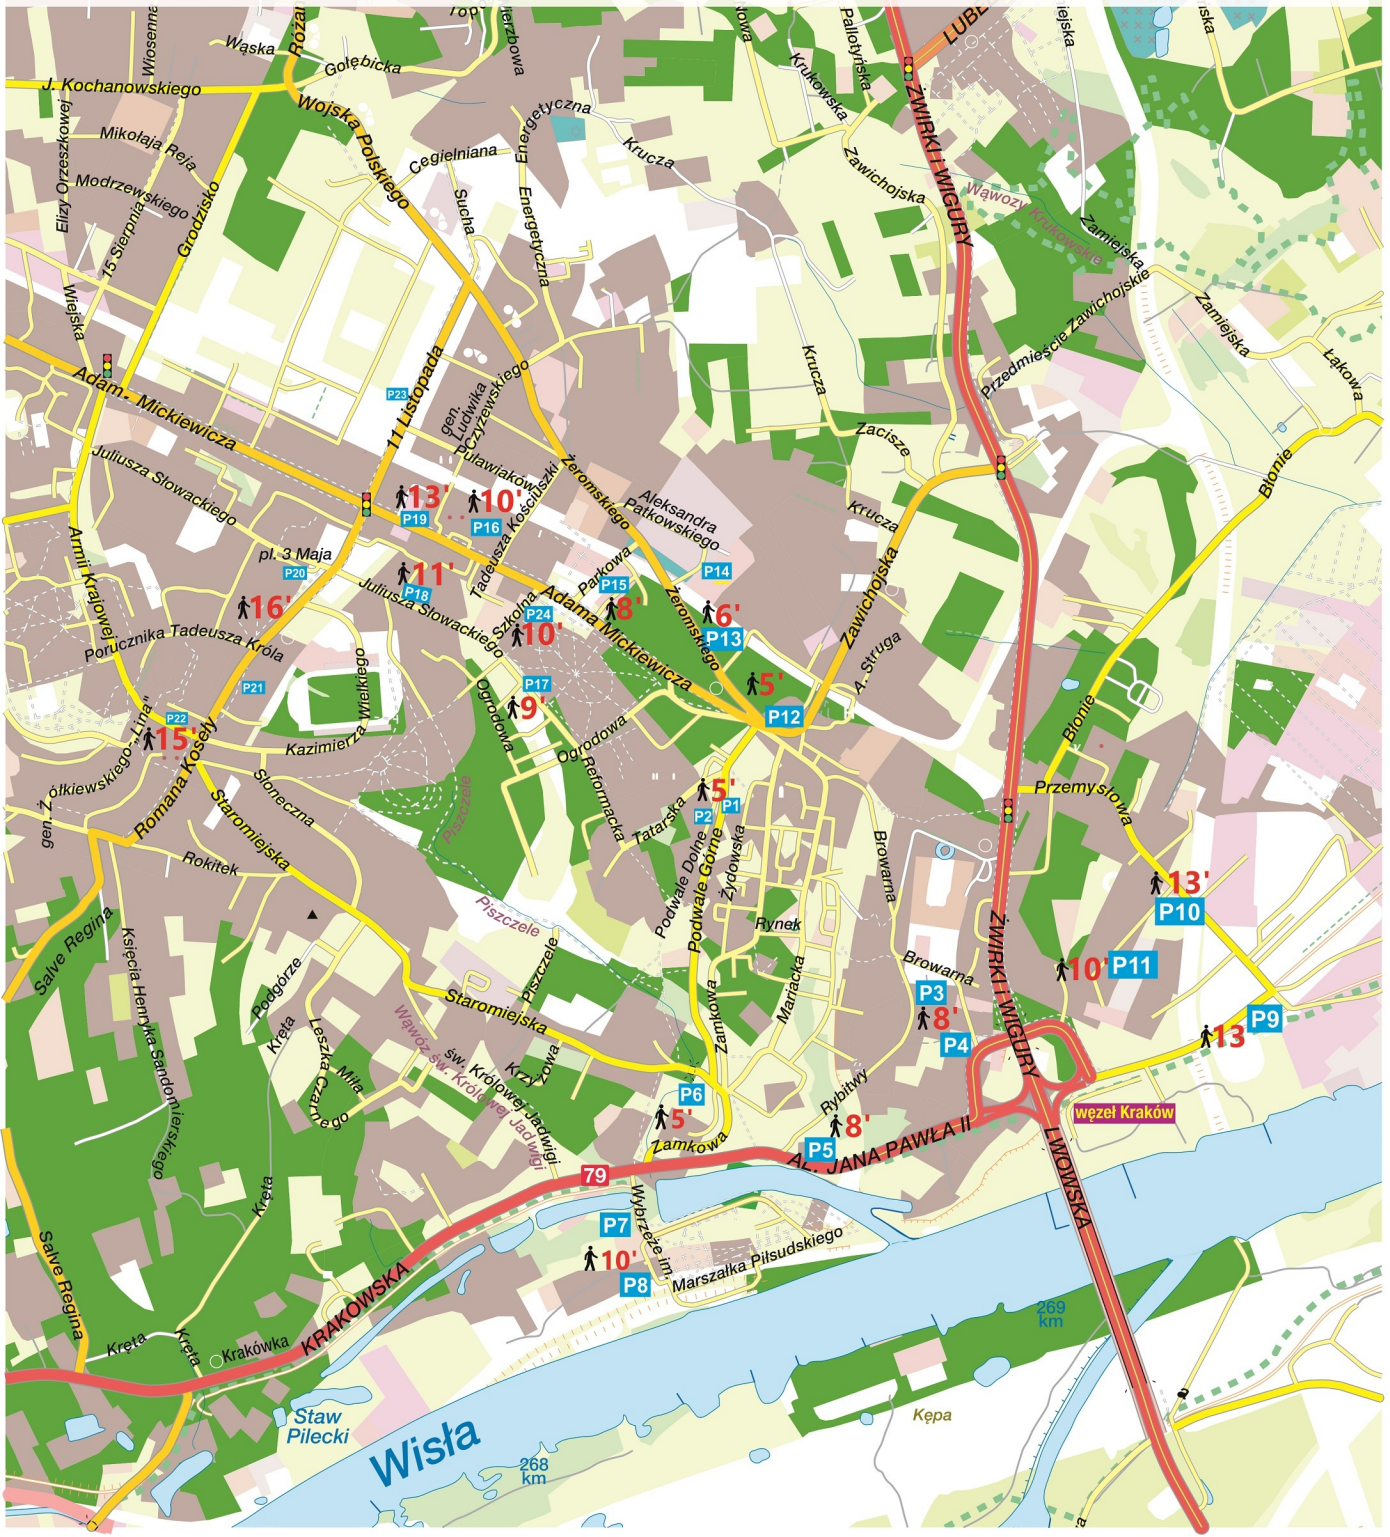 Wąska
Gołębicka
LUBE
J. Kochanowskiego
Wiosenna
Wojska Polskiego
Energetyczna
Krukowska
Pallotyńska
ŻWIRKI i WIGURY
Elizy Orzeszkowej
Mikołaja Reja
Modrzewskiego
15 Sierpnia
Grodzisko
Cegielniana
Sucha
Energetyczna
Krucza
Zawichojska
Wąwozy Krukowskie
Zamiejska
Zamiejska
Przedmieście Zawichojskie
Łąkowa
Wiejska
Adam. Mickiewicza
11 Listopada
P23
gen. Ludwika Czyżewskiego
Puławiaków
Krucza
Zacisze
Błonie
Juliusza Słowackiego
Żeromskiego
Aleksandra
Patkowskiego
Krucza
13'
P19
10'
P16
Tadeusza Kościuszki
Armii Krajowej
pl. 3 Maja
P20
11'
P18
Juliusza Słowackiego
Parkowa
P15
8'
P14
Żeromskiego
6'
P13
Zawichojska
A. Struga
16'
Porucznika Tadeusza Króla
Szkolna
P24
10'
Adama Mickiewicza
5'
P12
P21
P22
15'
Kazimierza Wielkiego
Ogrodowa
P17
9'
Ogrodowa
Reformacka
Błonie
gen. Żółkiewskiego
„Lina”
Romana Koseły
Słoneczna
Staromiejska
Rokitek
Piszczele
Tatarska
5'
P1
P2
Podwale Dolne
Podwale Górne
Żydowska
Przemysłowa
Browarna
Rynek
13'
P10
Salve Regina
Księcia Henryka Sandomierskiego
Podgórze
Kręta
Piszczele
Piszczele
Staromiejska
Zamkowa
Mariacka
Browarna
P3
8'
P4
ŻWIRKI i WIGURY
10'
P11
P9
13
Leszka Czarnego
Miła
Wąwóz św. Królowej Jadwigi
św. Królowej Jadwigi
Krzyżowa
P6
5'
Zamkowa
Rybitwy
8'
P5
węzeł Kraków
AL. JANA PAWŁA II
79
LWOWSKA
Kręta
P7
10'
P8
Wybrzeże im.
Marszałka Piłsudskiego
Salve Regina
KRAKOWSKA
Kręta
Kręta
Krakówka
269
km
Kępa
Staw
Pilecki
Wisła
268
km